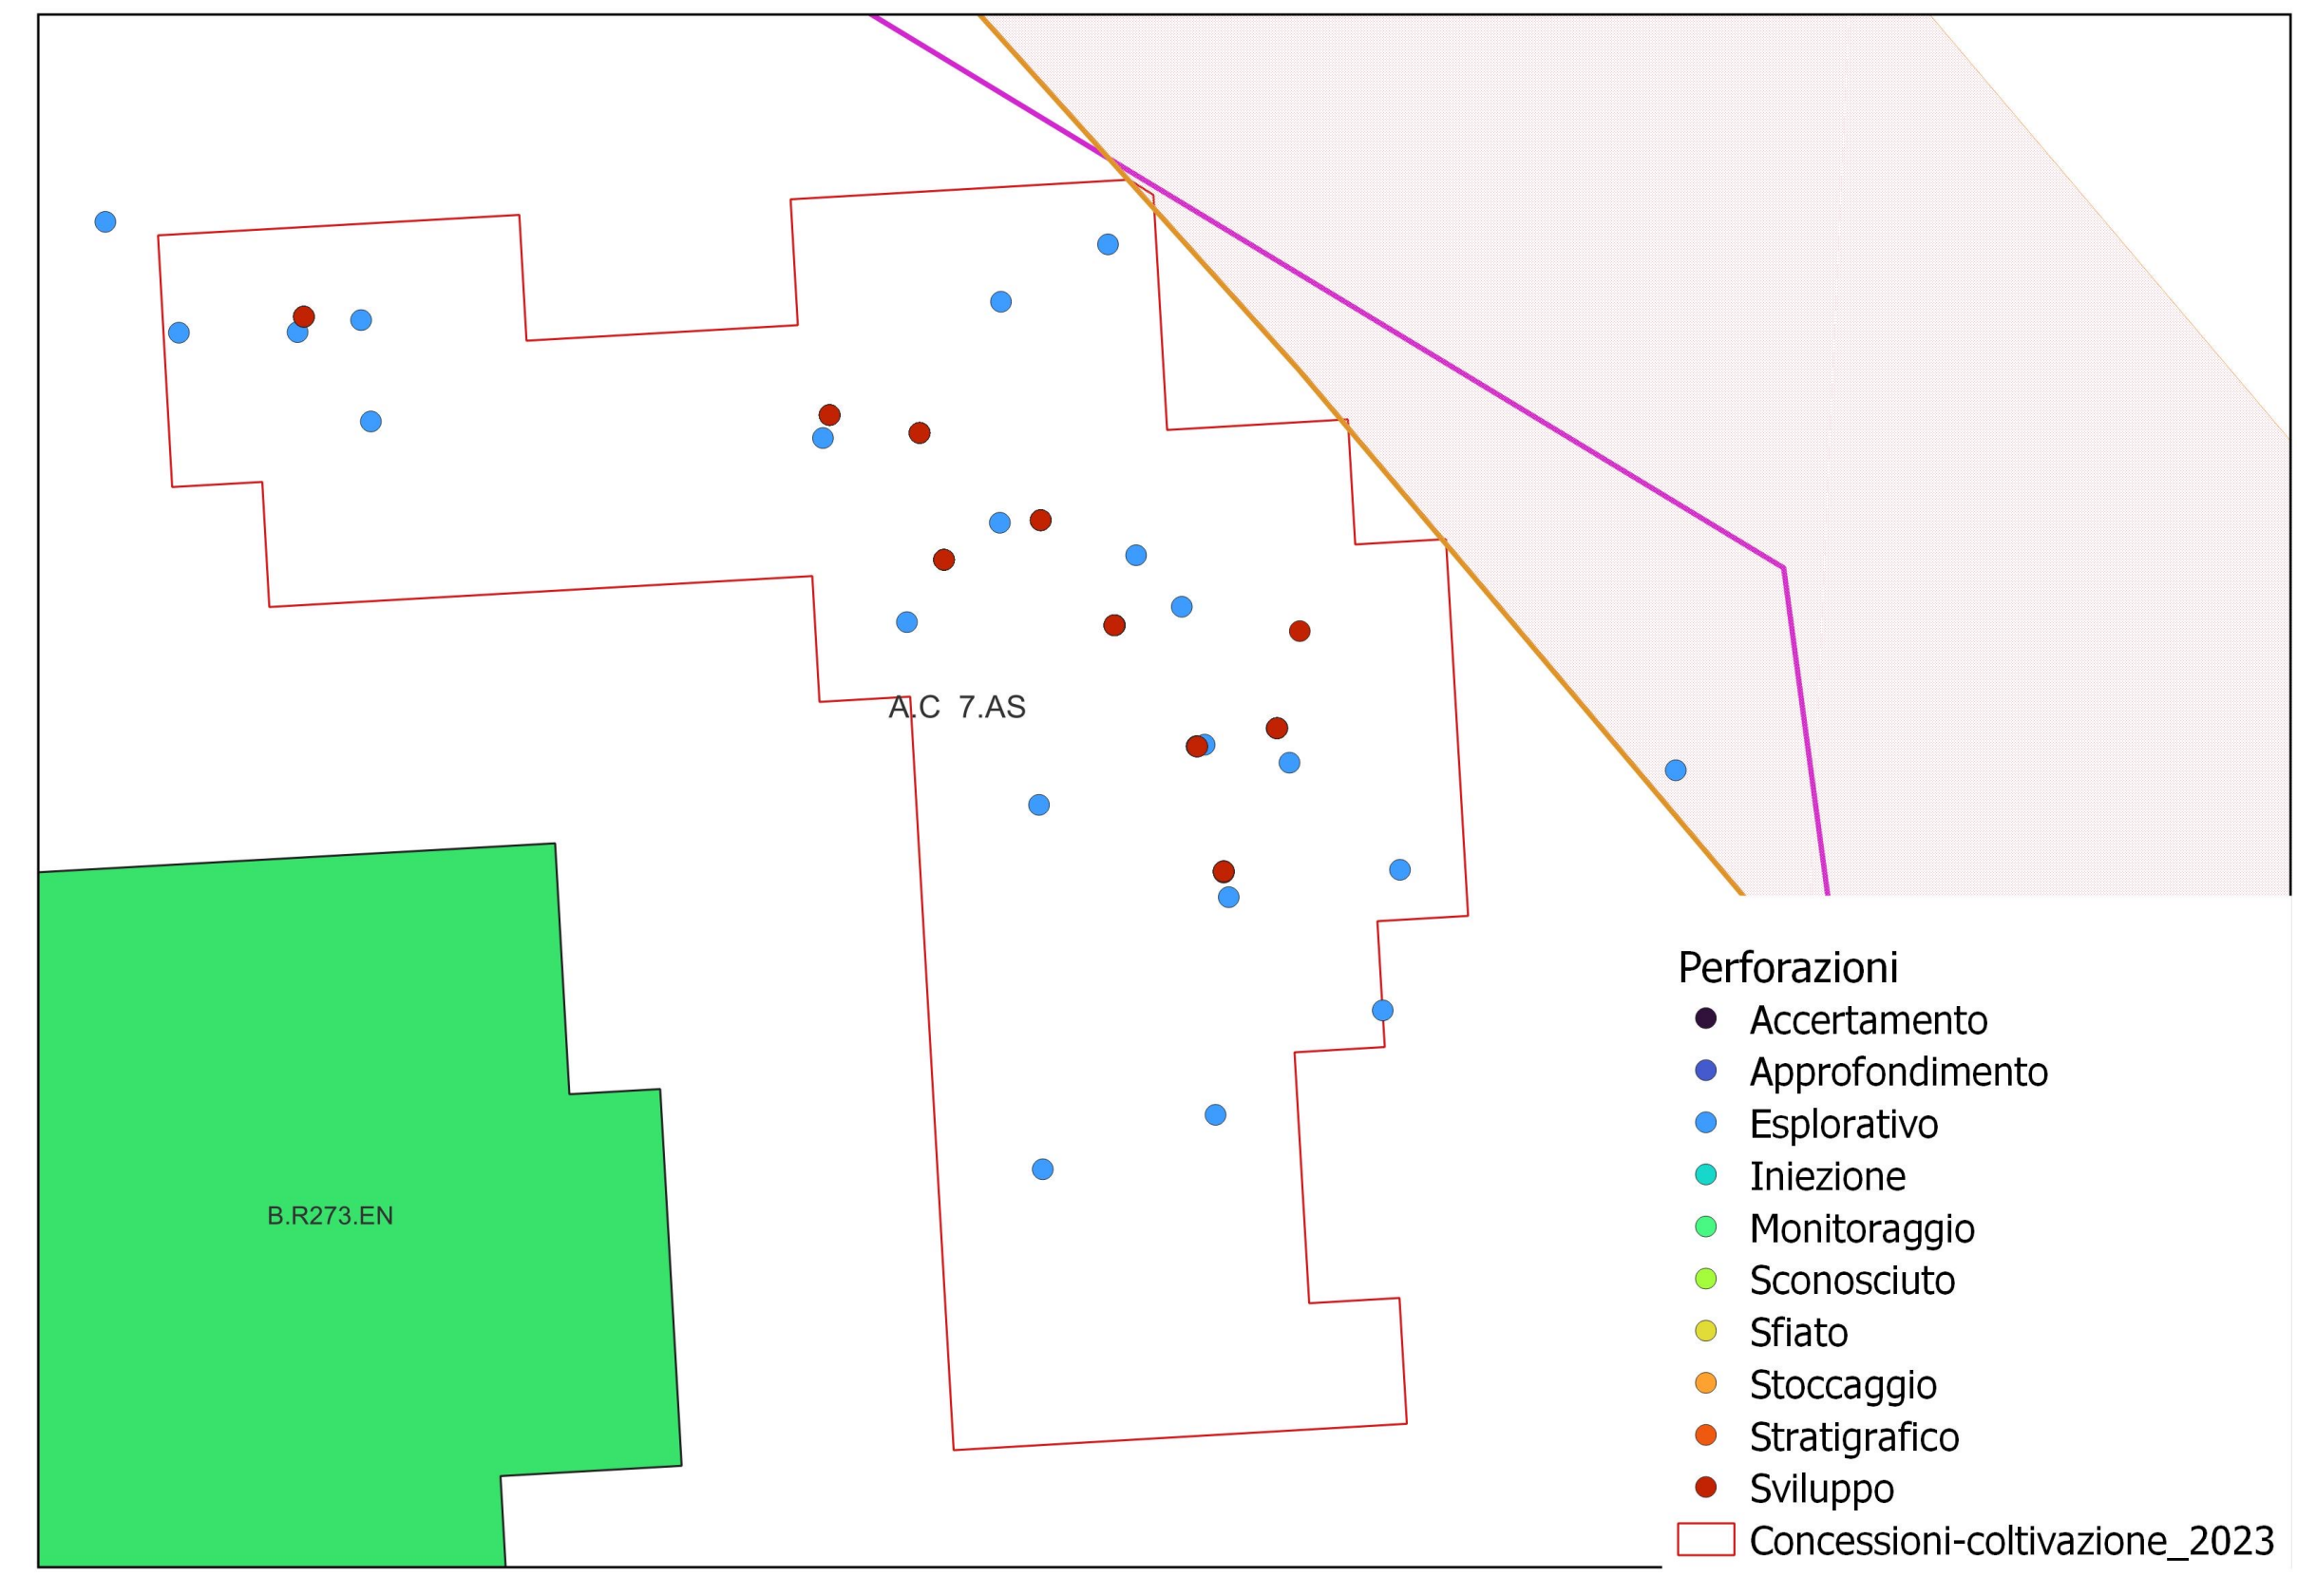 A.C 7.AS
B.R273.EN
Perforazioni
Accertamento
Approfondimento
Esplorativo
Iniezione
Monitoraggio
Sconosciuto
Sfiato
Stoccaggio
Stratigrafico
Sviluppo
Concessioni-coltivazione_2023